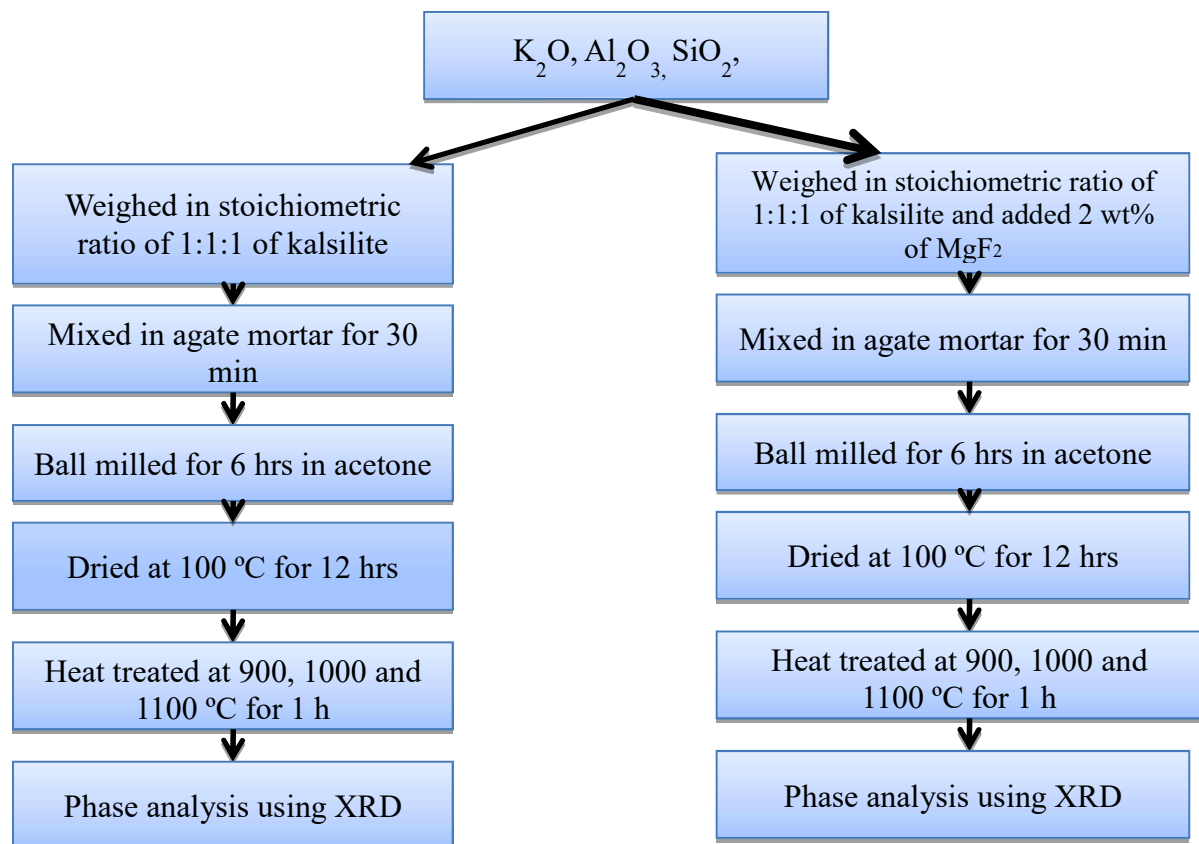 K₂O, Al₂O₃, SiO₂,
Weighed in stoichiometric
ratio of 1:1:1 of kalsilite
Mixed in agate mortar for 30
min
Ball milled for 6 hrs in acetone
Dried at 100 ºC for 12 hrs
Heat treated at 900, 1000 and
1100 ºC for 1 h
Phase analysis using XRD
Weighed in stoichiometric ratio of
1:1:1 of kalsilite and added 2 wt%
of MgF₂
Mixed in agate mortar for 30 min
Ball milled for 6 hrs in acetone
Dried at 100 ºC for 12 hrs
Heat treated at 900, 1000 and
1100 ºC for 1 h
Phase analysis using XRD